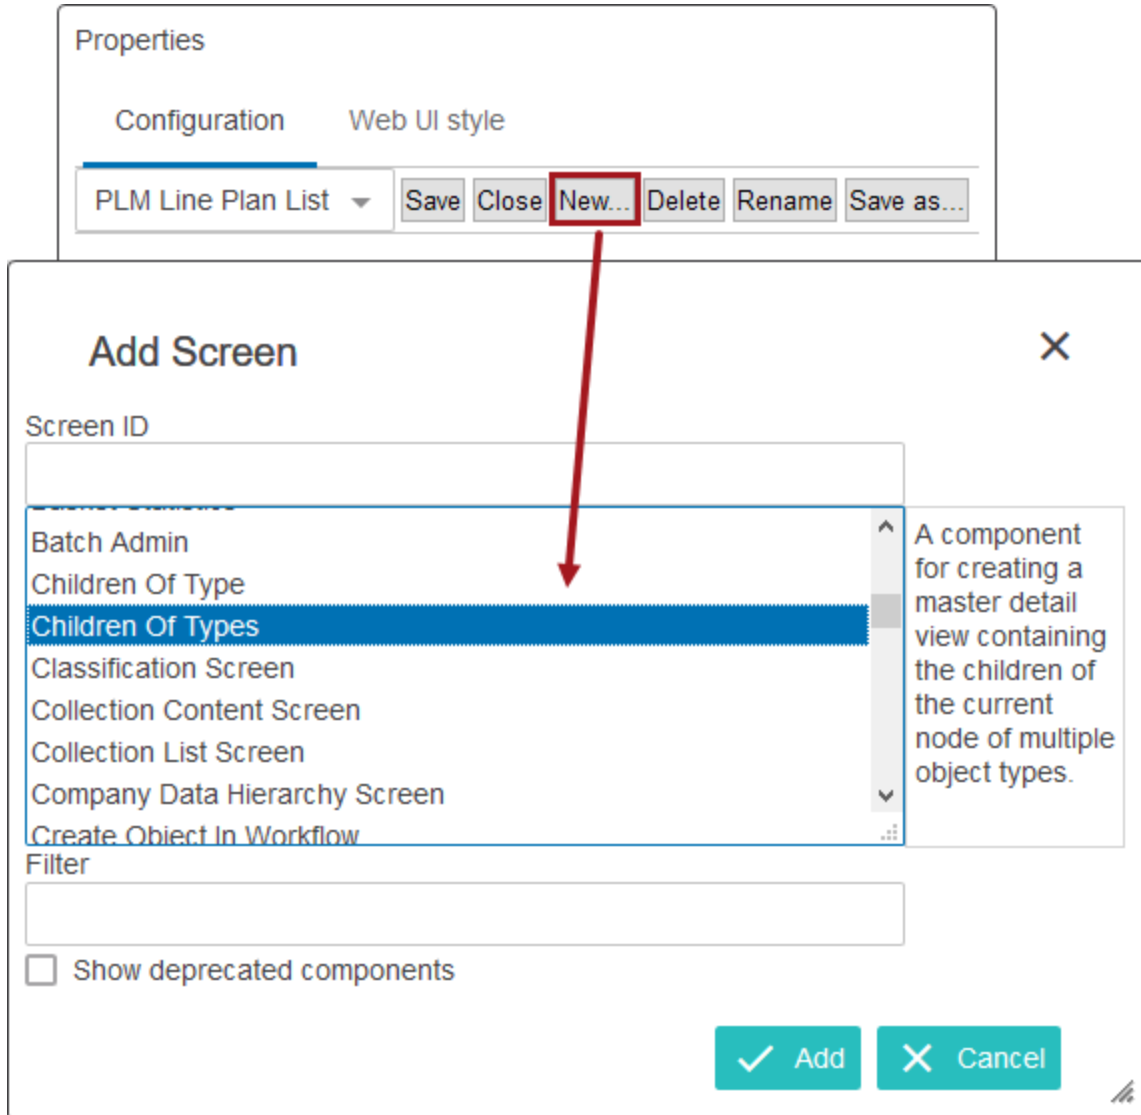 Properties
Configuration Web UI style
PLM Line Plan List Save Close New... Delete Rename Save as...
Add Screen
Screen ID
Batch Admin
Children Of Type
Children Of Types
Classification Screen
Collection Content Screen
Collection List Screen
Company Data Hierarchy Screen
Create Object In Workflow
A component
for creating a
master detail
view containing
the children of
the current
node of multiple
object types.
Filter
Show deprecated components
Add Cancel